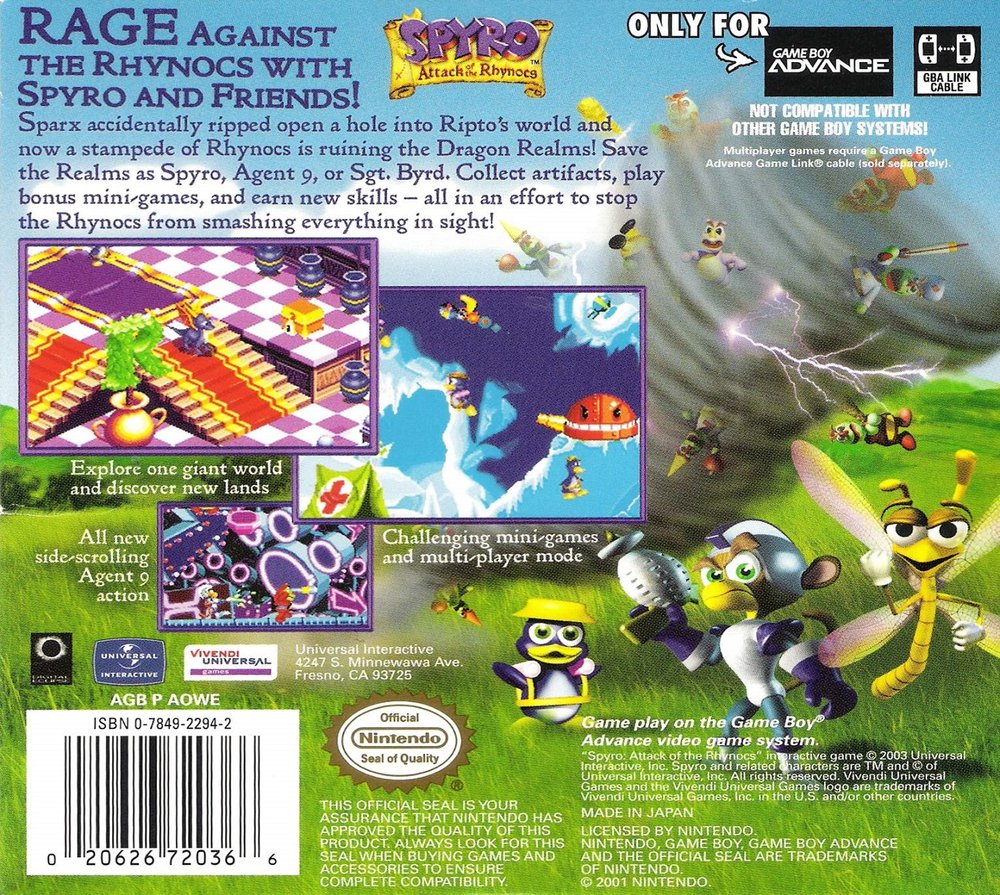 RAGE AGAINST
THE RHYNOCS WITH
SPYRO AND FRIENDS!
Sparx accidentally ripped open a hole into Ripto's world and
now a stampede of Rhynocs is ruining the Dragon Realms! Save
the Realms as Spyro, Agent 9, or Sgt. Byrd. Collect artifacts, play
bonus mini-games, and earn new skills – all in an effort to stop
the Rhynocs from smashing everything in sight!
SPYRO™
Attack of the Rhynocs
ONLY FOR
GAME BOY
ADVANCE
GBA LINK
CABLE
NOT COMPATIBLE WITH
OTHER GAME BOY SYSTEMS!
Multiplayer games require a Game Boy
Advance Game Link® cable (sold separately).
Explore one giant world
and discover new lands
All new
side-scrolling
Agent 9
action
Challenging mini-games
and multi-player mode
DIGITAL
ECLIPSE
UNIVERSAL
INTERACTIVE
VIVENDI
UNIVERSAL
games
Universal Interactive
4247 S. Minnewawa Ave.
Fresno, CA 93725
AGB P AOWE
ISBN 0-7849-2294-2
0 20626 72036 6
Official
Nintendo
Seal of Quality
®
THIS OFFICIAL SEAL IS YOUR
ASSURANCE THAT NINTENDO HAS
APPROVED THE QUALITY OF THIS
PRODUCT. ALWAYS LOOK FOR THIS
SEAL WHEN BUYING GAMES AND
ACCESSORIES TO ENSURE
COMPLETE COMPATIBILITY.
Game play on the Game Boy®
Advance video game system.
"Spyro: Attack of the Rhynocs" interactive game © 2003 Universal
Interactive, Inc. Spyro and related characters are TM and © of
Universal Interactive, Inc. All rights reserved. Vivendi Universal
Games and the Vivendi Universal Games logo are trademarks of
Vivendi Universal Games, Inc. in the U.S. and/or other countries.
MADE IN JAPAN
LICENSED BY NINTENDO.
NINTENDO, GAME BOY, GAME BOY ADVANCE
AND THE OFFICIAL SEAL ARE TRADEMARKS
OF NINTENDO.
© 2001 NINTENDO.